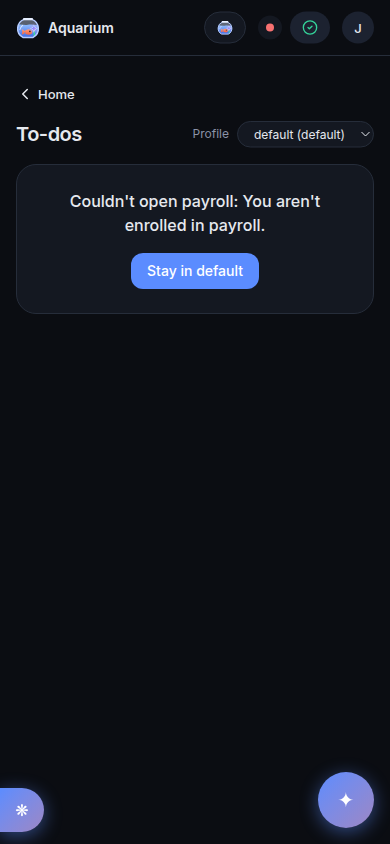 Aquarium
J
Home
To-dos
Profile
default (default)
Couldn't open payroll: You aren't
enrolled in payroll.
Stay in default